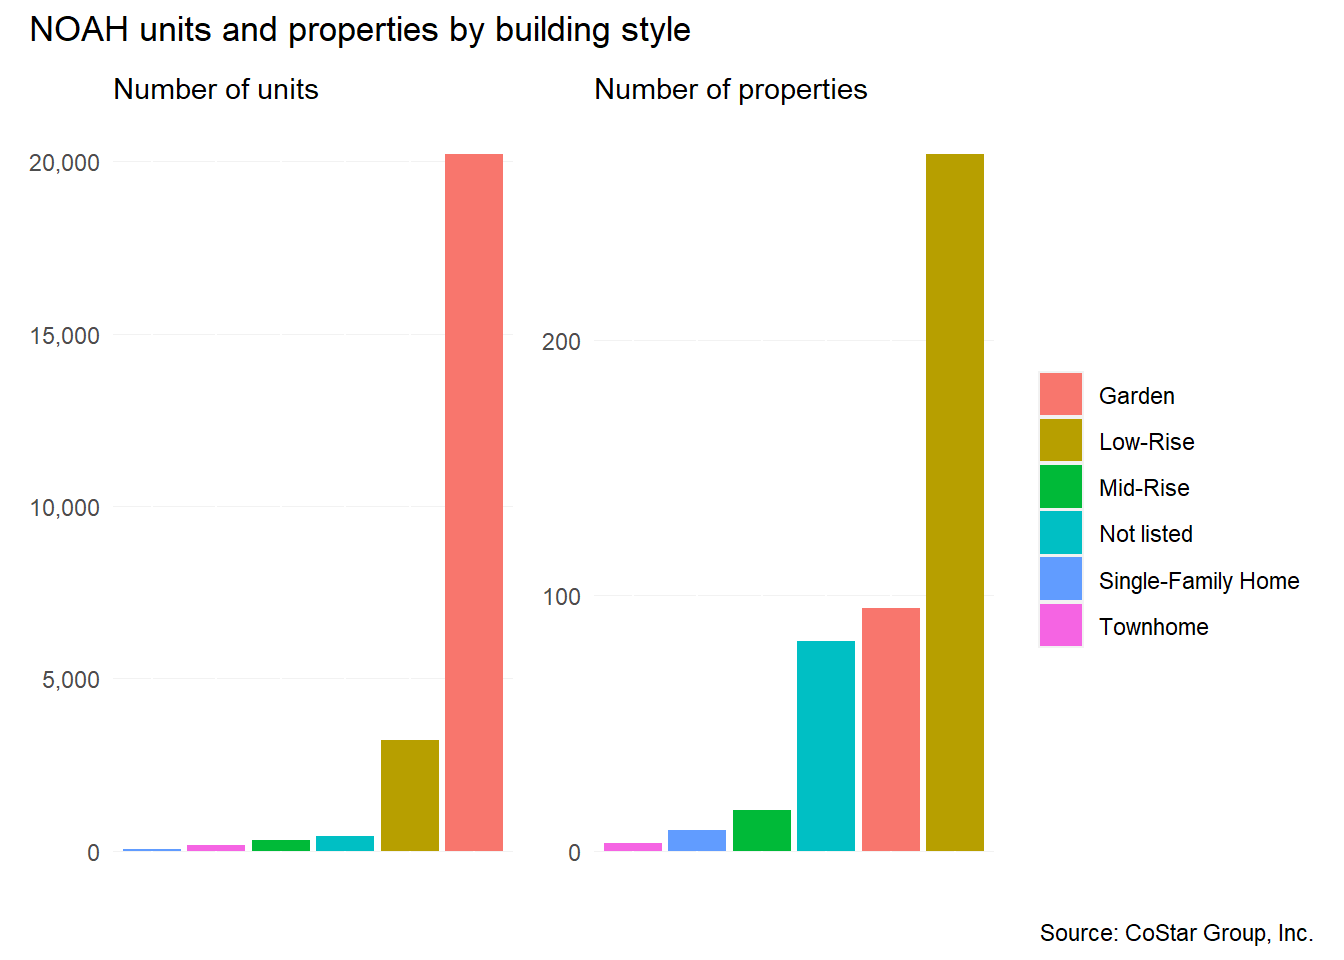 NOAH units and properties by building style
Number of units
20,000
15,000
10,000
5,000
0
Number of properties
200
100
0
Garden
Low-Rise
Mid-Rise
Not listed
Single-Family Home
Townhome
Source: CoStar Group, Inc.